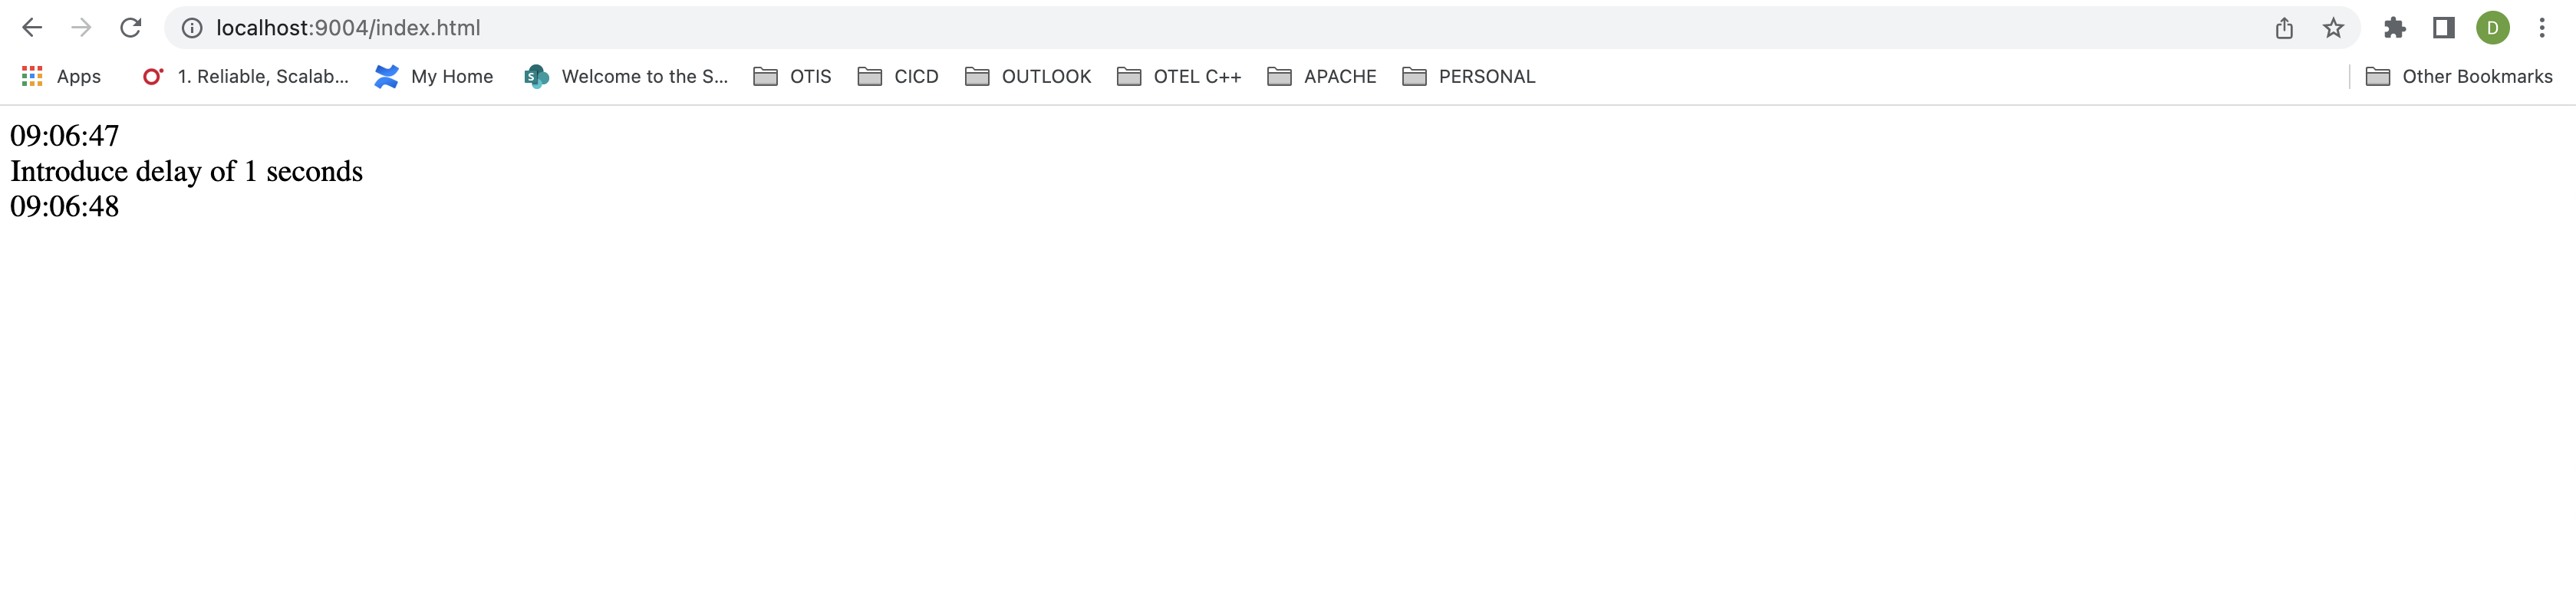 localhost:9004/index.html
D
Apps 1. Reliable, Scalab... My Home Welcome to the S... OTIS CICD OUTLOOK OTEL C++ APACHE PERSONAL Other Bookmarks
09:06:47
Introduce delay of 1 seconds
09:06:48